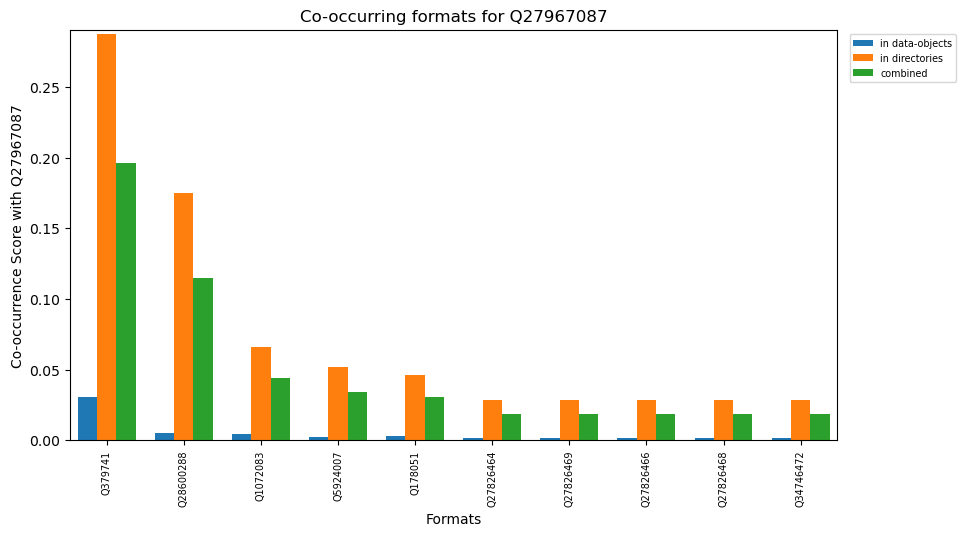 Co-occurring formats for Q27967087
in data-objects
in directories
combined
Co-occurrence Score with Q27967087
0.25
0.20
0.15
0.10
0.05
0.00
Q379741
Q28600288
Q1072083
Q5924007
Q178051
Q27826464
Q27826469
Q27826466
Q27826468
Q34746472
Formats